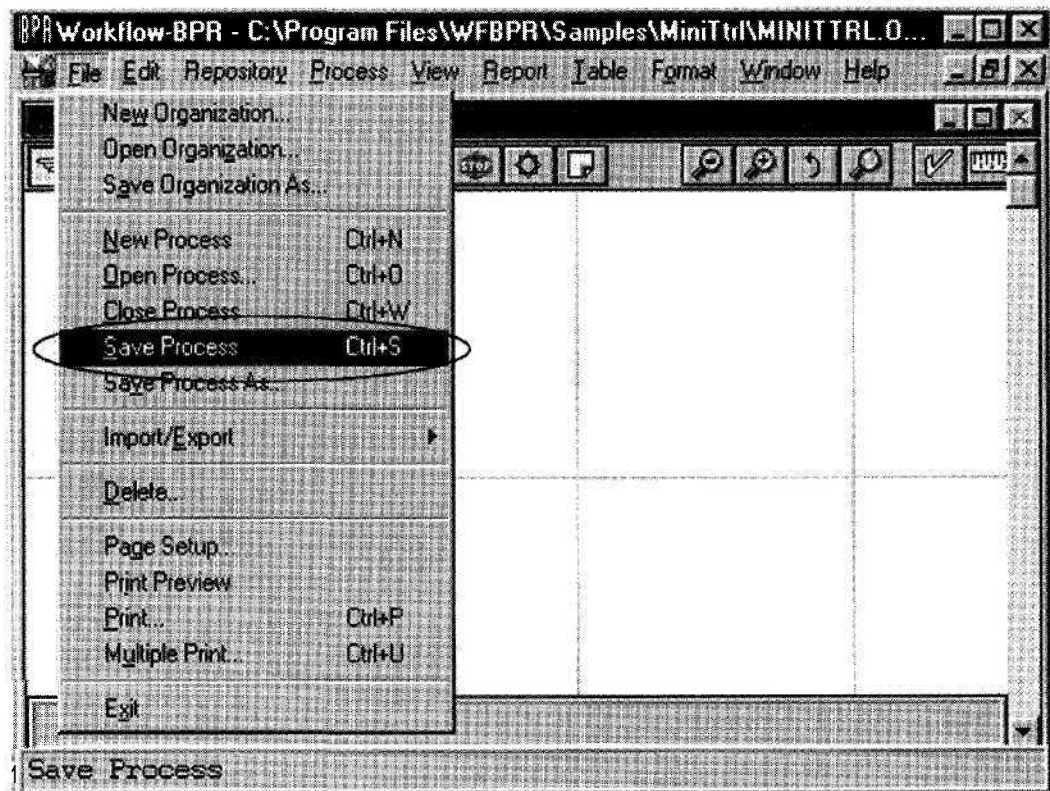 BPR Workflow-BPR - C:\Program Files\WFBPR\Samples\MiniTtrl\MINITTRL.O...
File Edit Repository Process View Report Table Format Window Help
New Organization...
Open Organization...
Save Organization As...
New Process Ctrl+N
Open Process... Ctrl+O
Close Process Ctrl+W
Save Process Ctrl+S
Save Process As...
Import/Export
Delete...
Page Setup...
Print Preview
Print... Ctrl+P
Multiple Print... Ctrl+U
Exit
Save Process